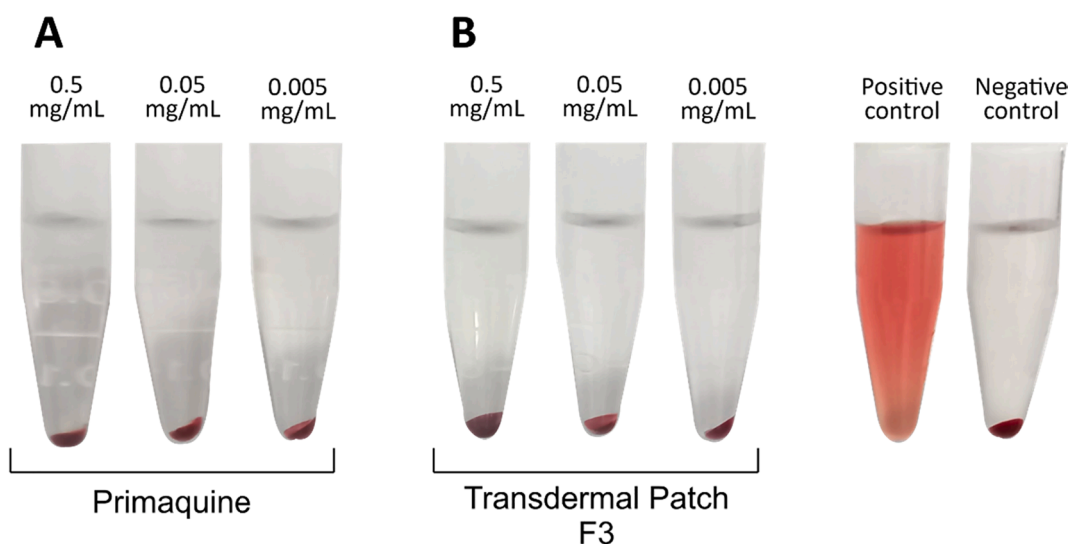 A
0.5
mg/mL
0.05
mg/mL
0.005
mg/mL
Primaquine
B
0.5
mg/mL
0.05
mg/mL
0.005
mg/mL
Transdermal Patch
F3
Positive
control
Negative
control